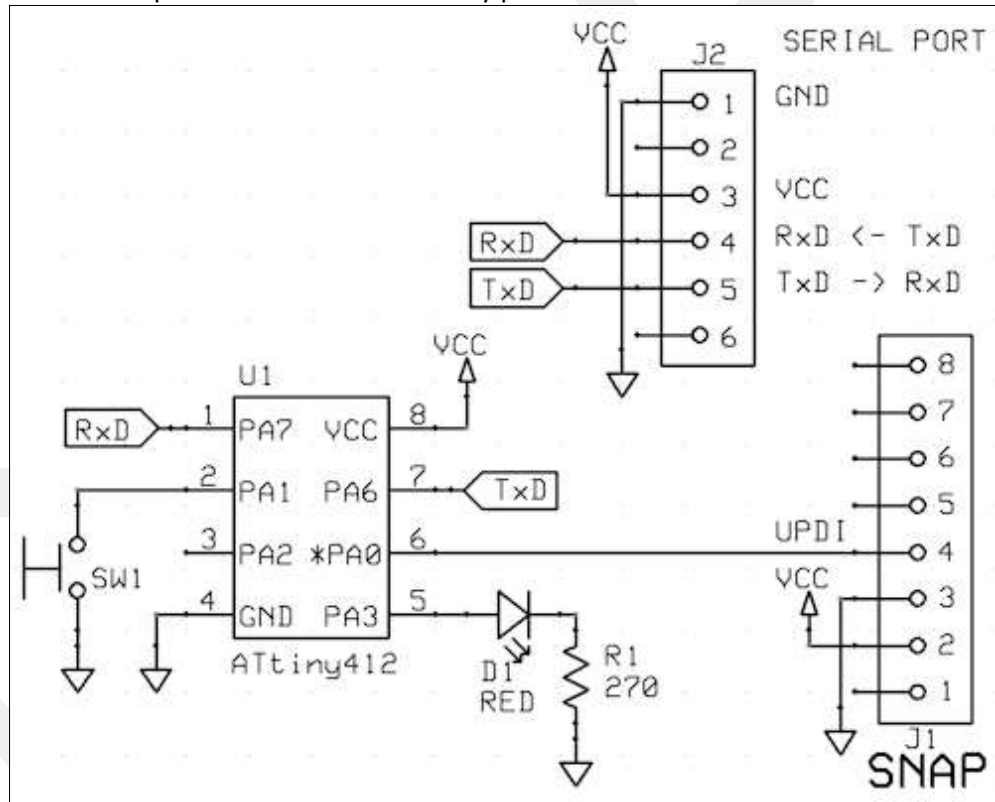 VCC
SERIAL PORT
J2
1 GND
2
3 VCC
RxD 4 RxD <- TxD
TxD 5 TxD -> RxD
6
VCC
U1
8
7
6
5
UPDI 4
VCC
3
2
1
J1
SNAP
RxD 1 PA7 VCC 8
2 PA1 PA6 7 TxD
3 PA2 *PA0 6
SW1
4 GND PA3 5
ATtiny412
D1
RED
R1
270